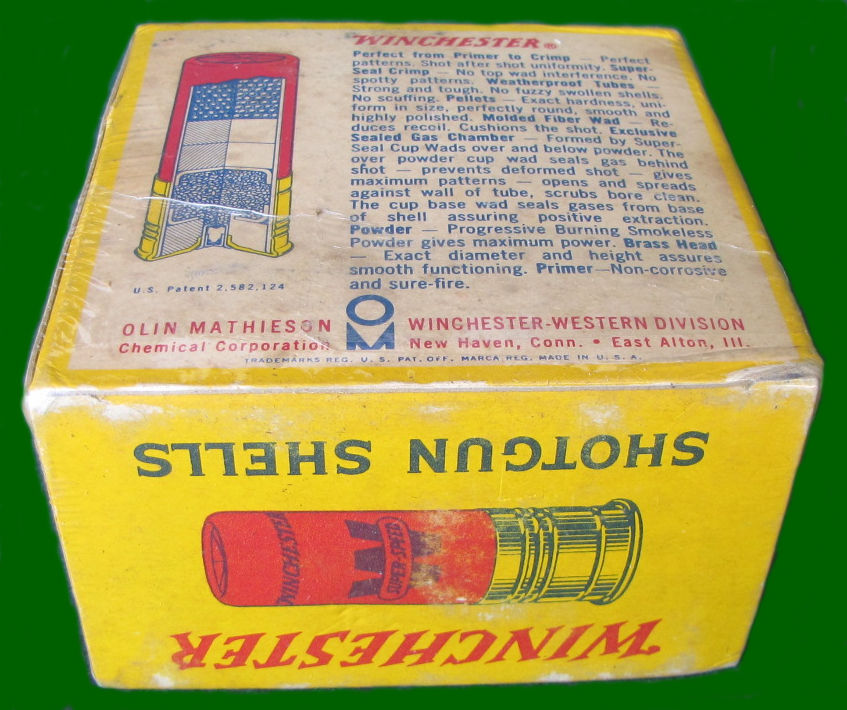 WINCHESTER®
Perfect from Primer to Crimp — Perfect
patterns. Shot after shot uniformity. Super-
Seal Crimp — No top wad interference. No
spotty patterns. Weatherproof Tubes —
Strong and tough. No fuzzy swollen shells.
No scuffing. Pellets — Exact hardness, uni-
form in size, perfectly round, smooth and
highly polished. Molded Fiber Wad — Re-
duces recoil. Cushions the shot. Exclusive
Sealed Gas Chamber — Formed by Super-
Seal Cup Wads over and below powder. The
over powder cup wad seals gas behind
shot — prevents deformed shot — gives
maximum patterns — opens and spreads
against wall of tube, scrubs bore clean.
The cup base wad seals gases from base
of shell assuring positive extraction.
Powder — Progressive Burning Smokeless
Powder gives maximum power. Brass Head
— Exact diameter and height assures
smooth functioning. Primer—Non-corrosive
and sure-fire.
U.S. Patent 2,582,124
OLIN MATHIESON
Chemical Corporation
OM
WINCHESTER-WESTERN DIVISION
New Haven, Conn. • East Alton, Ill.
TRADEMARKS REG. U. S. PAT. OFF. MARCA REG. MADE IN U. S. A.
SHOTGUN SHELLS
WINCHESTER
W
SUPER-SPEED
WINCHESTER